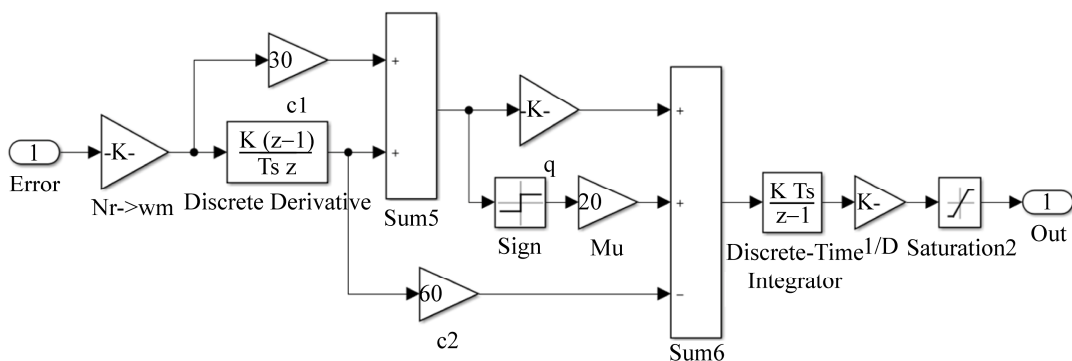 30
c1
+
-K-
q
+
1
Error
-K-
Nr->wm
K (z–1)
Ts z
Discrete Derivative
+
Sum5
Sign
20
Mu
+
+
K Ts
z–1
Discrete-Time
Integrator
K-
1/D
Saturation2
1
Out
60
c2
−
Sum6